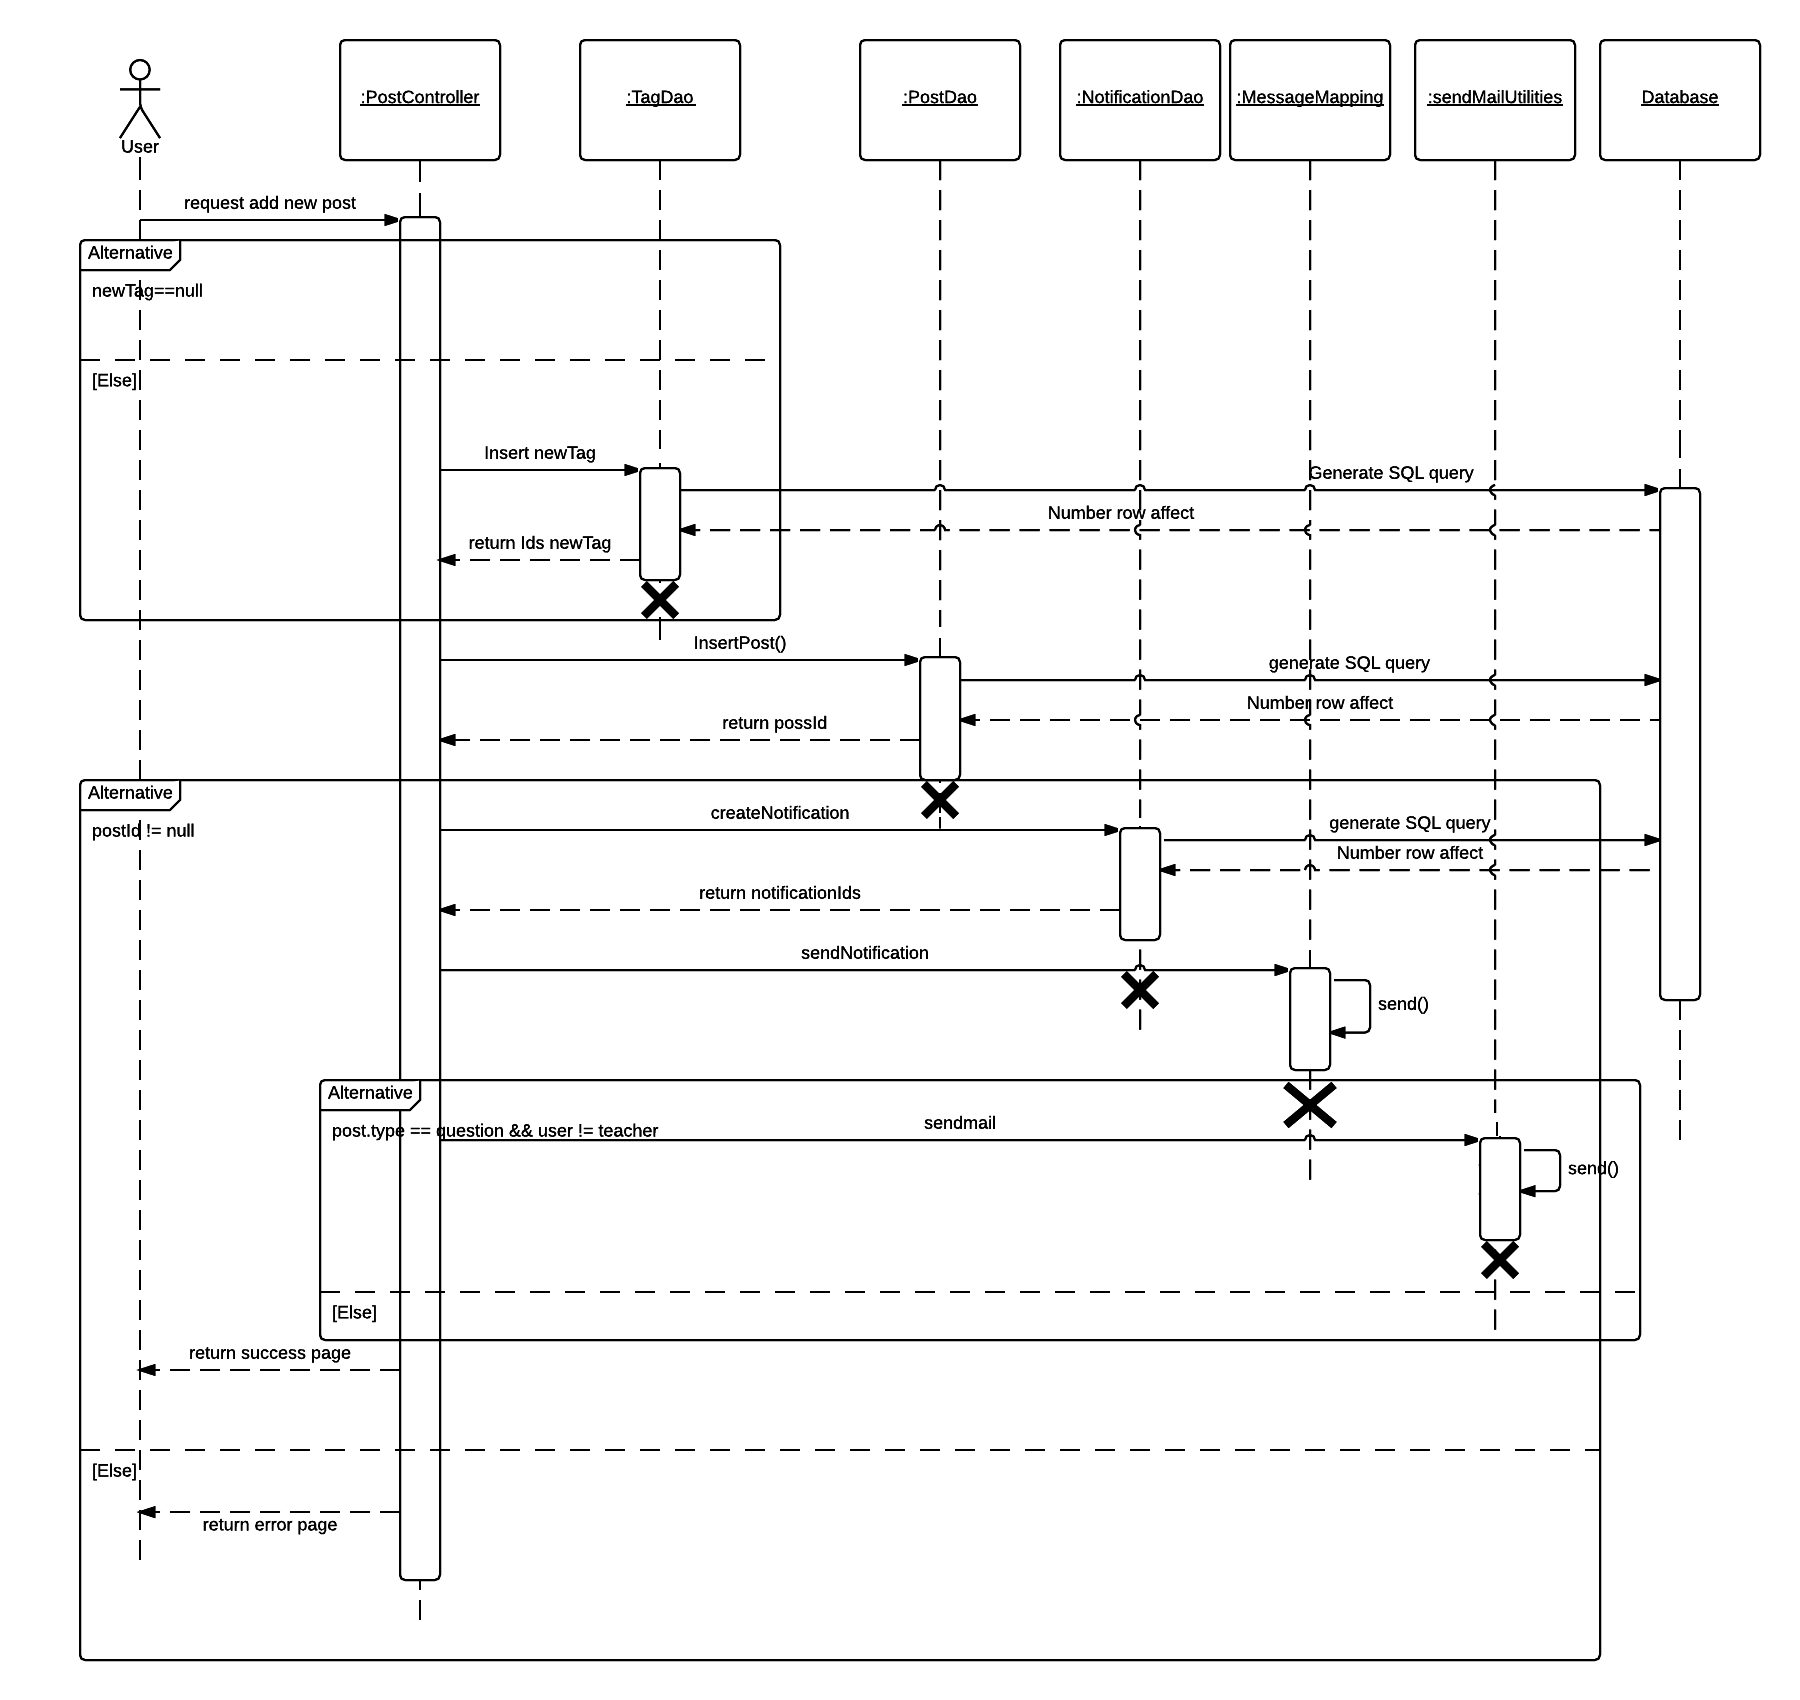 :PostController
:TagDao
:PostDao
:NotificationDao
:MessageMapping
:sendMailUtilities
Database
User
request add new post
Alternative
newTag==null
[Else]
Insert newTag
Generate SQL query
Number row affect
return Ids newTag
InsertPost()
generate SQL query
Number row affect
return possId
Alternative
postId != null
createNotification
generate SQL query
Number row affect
return notificationIds
sendNotification
send()
Alternative
post.type == question && user != teacher
sendmail
send()
[Else]
return success page
[Else]
return error page